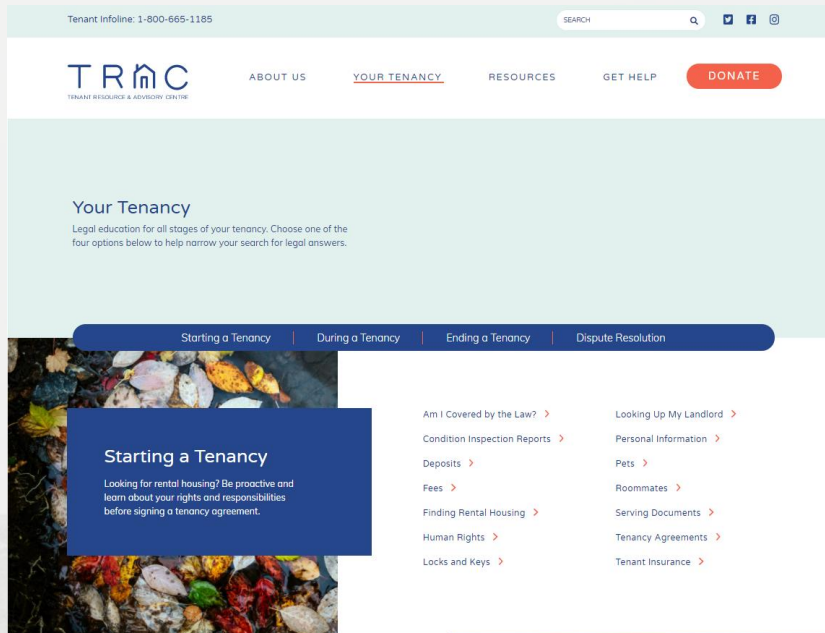 Tenant Infoline: 1-800-665-1185
SEARCH
TRAC
TENANT RESOURCE & ADVISORY CENTRE
ABOUT US
YOUR TENANCY
RESOURCES
GET HELP
DONATE
Your Tenancy
Legal education for all stages of your tenancy. Choose one of the
four options below to help narrow your search for legal answers.
Starting a Tenancy
During a Tenancy
Ending a Tenancy
Dispute Resolution
Starting a Tenancy
Looking for rental housing? Be proactive and
learn about your rights and responsibilities
before signing a tenancy agreement.
Am I Covered by the Law?
Condition Inspection Reports
Deposits
Fees
Finding Rental Housing
Human Rights
Locks and Keys
Looking Up My Landlord
Personal Information
Pets
Roommates
Serving Documents
Tenancy Agreements
Tenant Insurance